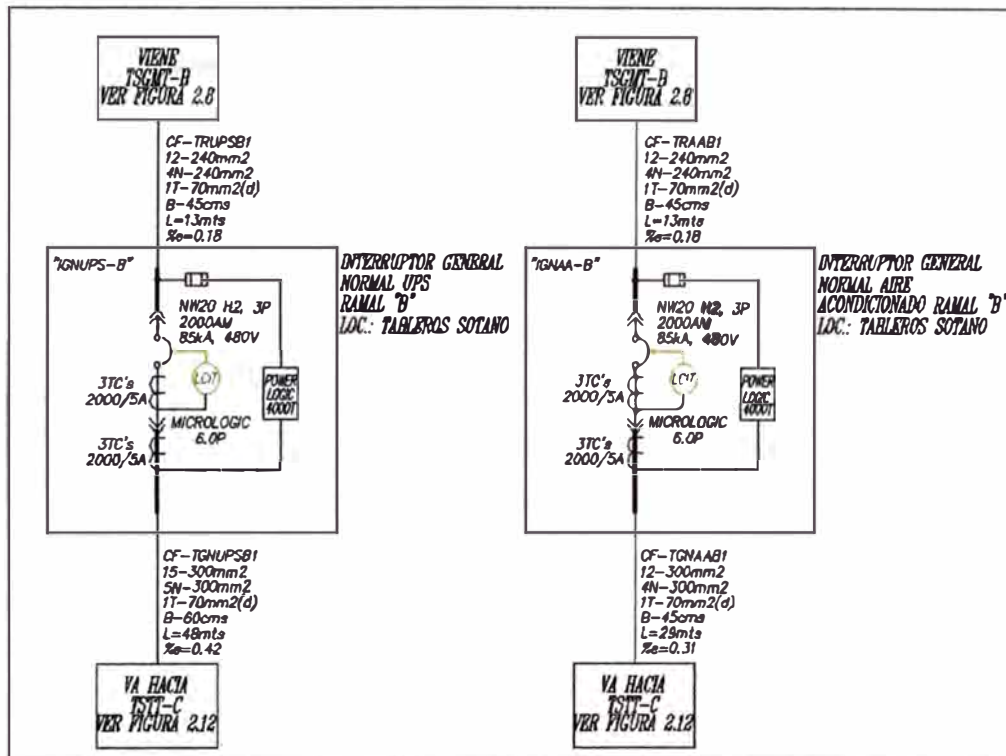 VIENE
TSGMT-B
VER FIGURA 2.8
CF-TRUPSB1
12-240mm2
4N-240mm2
1T-70mm2(d)
B-45cms
L=13mts
%e=0.18
"IGNUPS-B"
INTERRUPTOR GENERAL
NORMAL UPS
RAMAL "B"
LOC.: TABLEROS SOTANO
NW20 H2, 3P
2000AM
85kA, 480V
3TC's
2000/5A
POWER
LOGIC
4000T
MICROLOGIC
6.0P
3TC's
2000/5A
CF-TGNUPSB1
15-300mm2
5N-300mm2
1T-70mm2(d)
B-60cms
L=48mts
%e=0.42
VA HACIA
TSTT-C
VER FIGURA 2.12
VIENE
TSGMT-B
VER FIGURA 2.8
CF-TRAAB1
12-240mm2
4N-240mm2
1T-70mm2(d)
B-45cms
L=13mts
%e=0.18
"IGNAA-B"
INTERRUPTOR GENERAL
NORMAL AIRE
ACONDICIONADO RAMAL "B"
LOC.: TABLEROS SOTANO
NW20 H2, 3P
2000AM
85kA, 480V
3TC's
2000/5A
POWER
LOGIC
4000T
MICROLOGIC
6.0P
3TC's
2000/5A
CF-TGNAAB1
12-300mm2
4N-300mm2
1T-70mm2(d)
B-45cms
L=29mts
%e=0.31
VA HACIA
TSTT-C
VER FIGURA 2.12